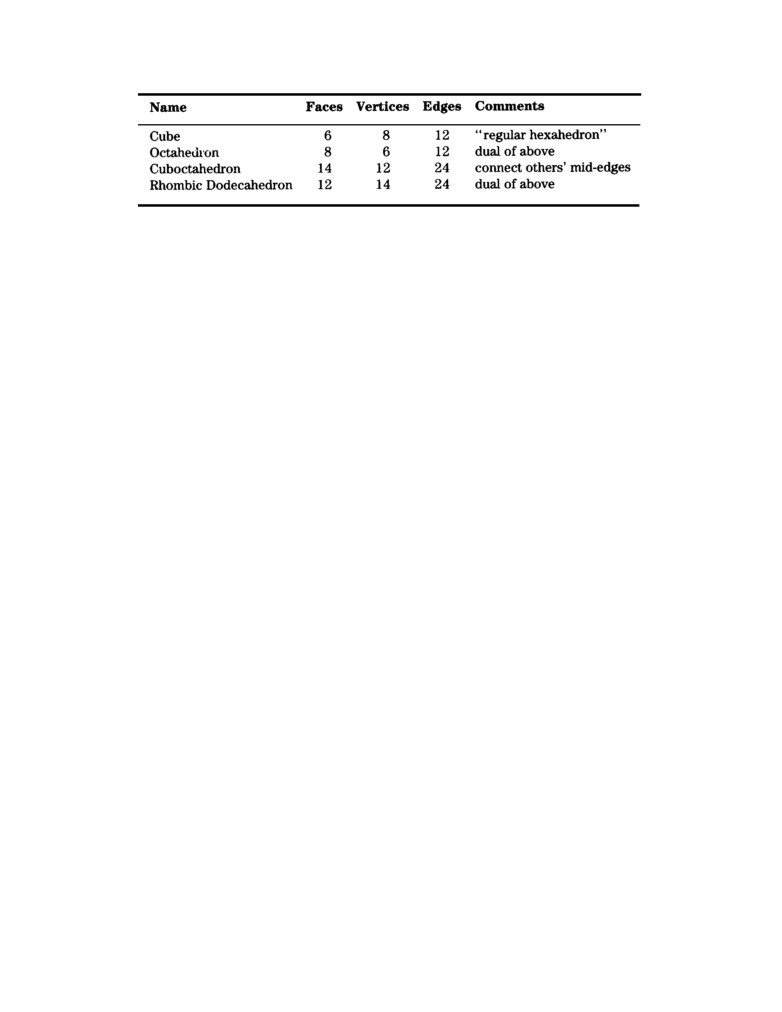 Name Faces Vertices Edges Comments
Cube 6 8 12 "regular hexahedron"
Octahedron 8 6 12 dual of above
Cuboctahedron 14 12 24 connect others' mid-edges
Rhombic Dodecahedron 12 14 24 dual of above